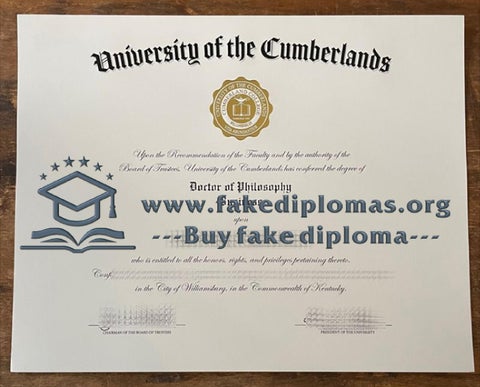 University of the Cumberlands
Upon the Recommendation of the Faculty and by the authority of the
Board of Trustees, University of the Cumberlands has conferred the degree of
Doctor of Philosophy
www.fakediplomas.org
upon
---Buy fake diploma---
who is entitled to all the honors, rights, and privileges pertaining thereto.
Conf
in the City of Williamsburg, in the Commonwealth of Kentucky.
CHAIRMAN OF THE BOARD OF TRUSTEES
PRESIDENT OF THE UNIVERSITY